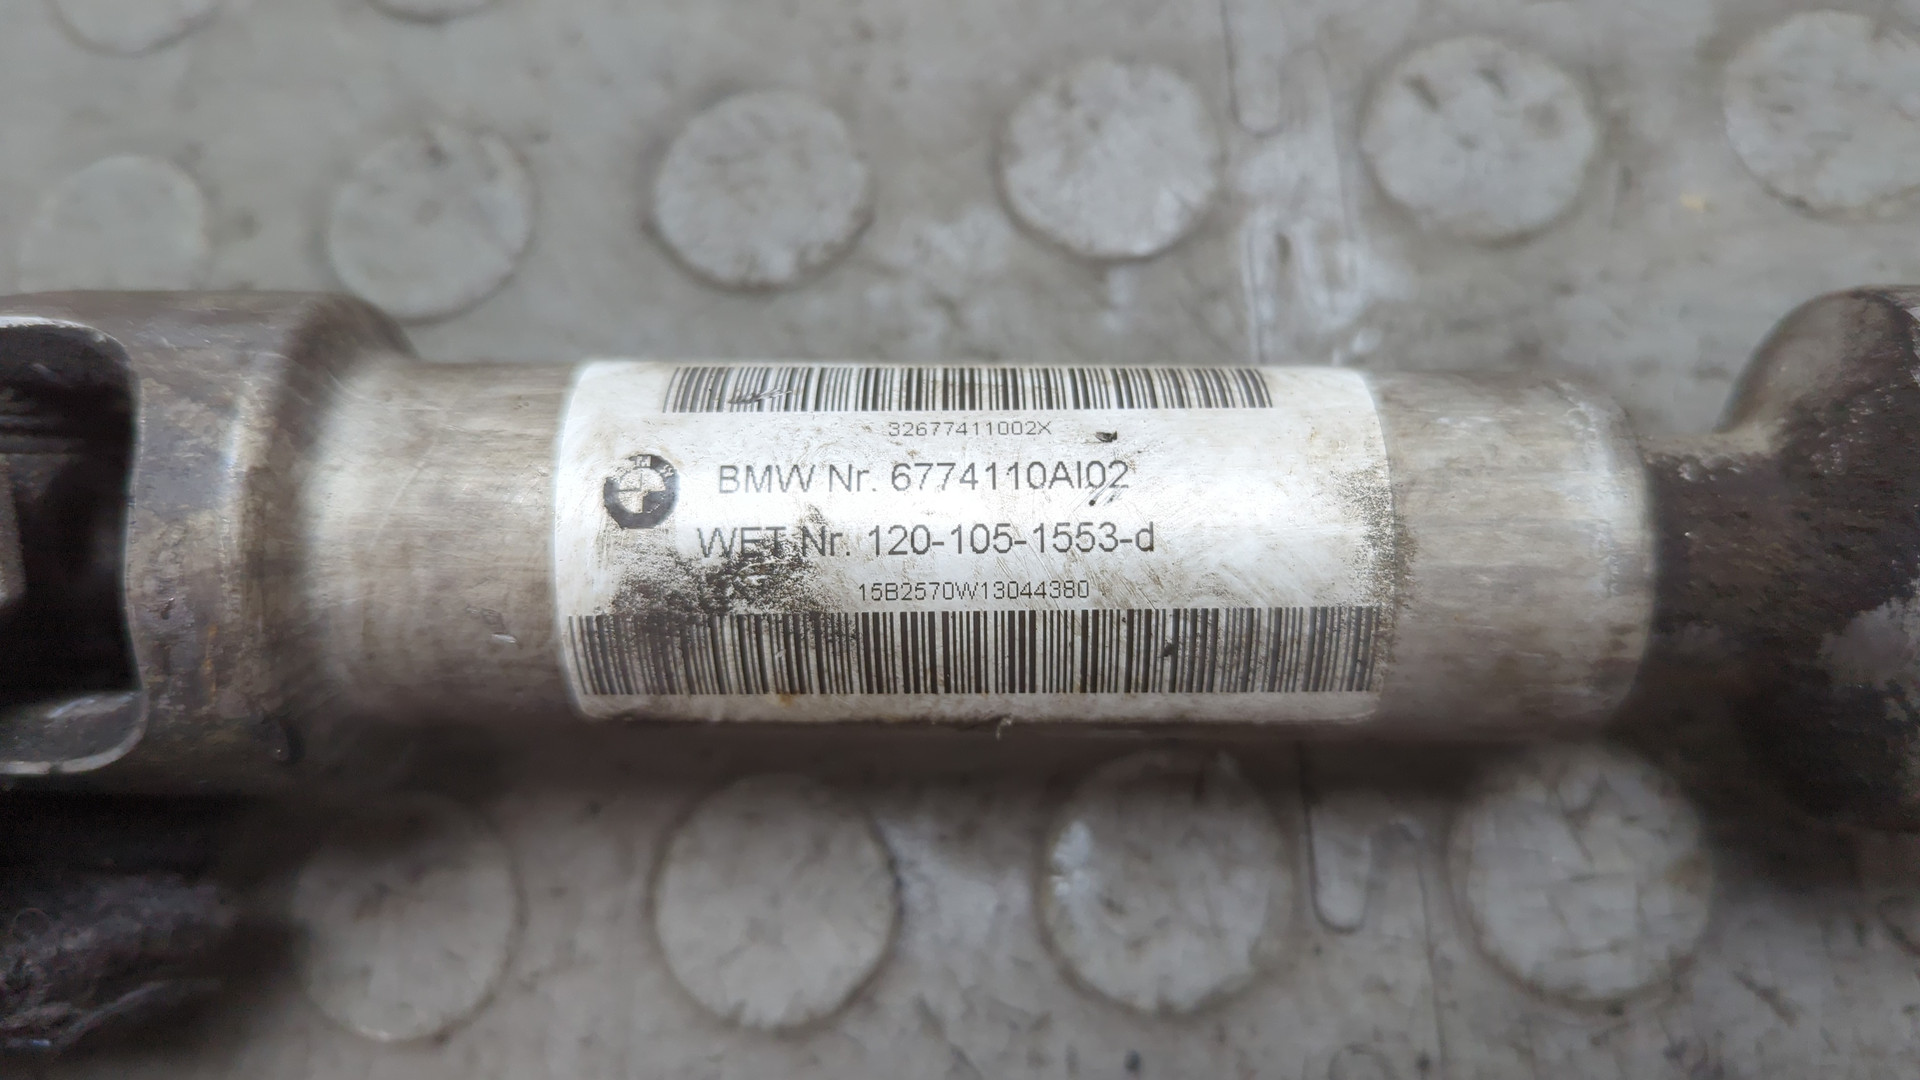 32677411002X
BMW Nr. 6774110AI02
WET Nr. 120-105-1553-d
15B2570W13044380